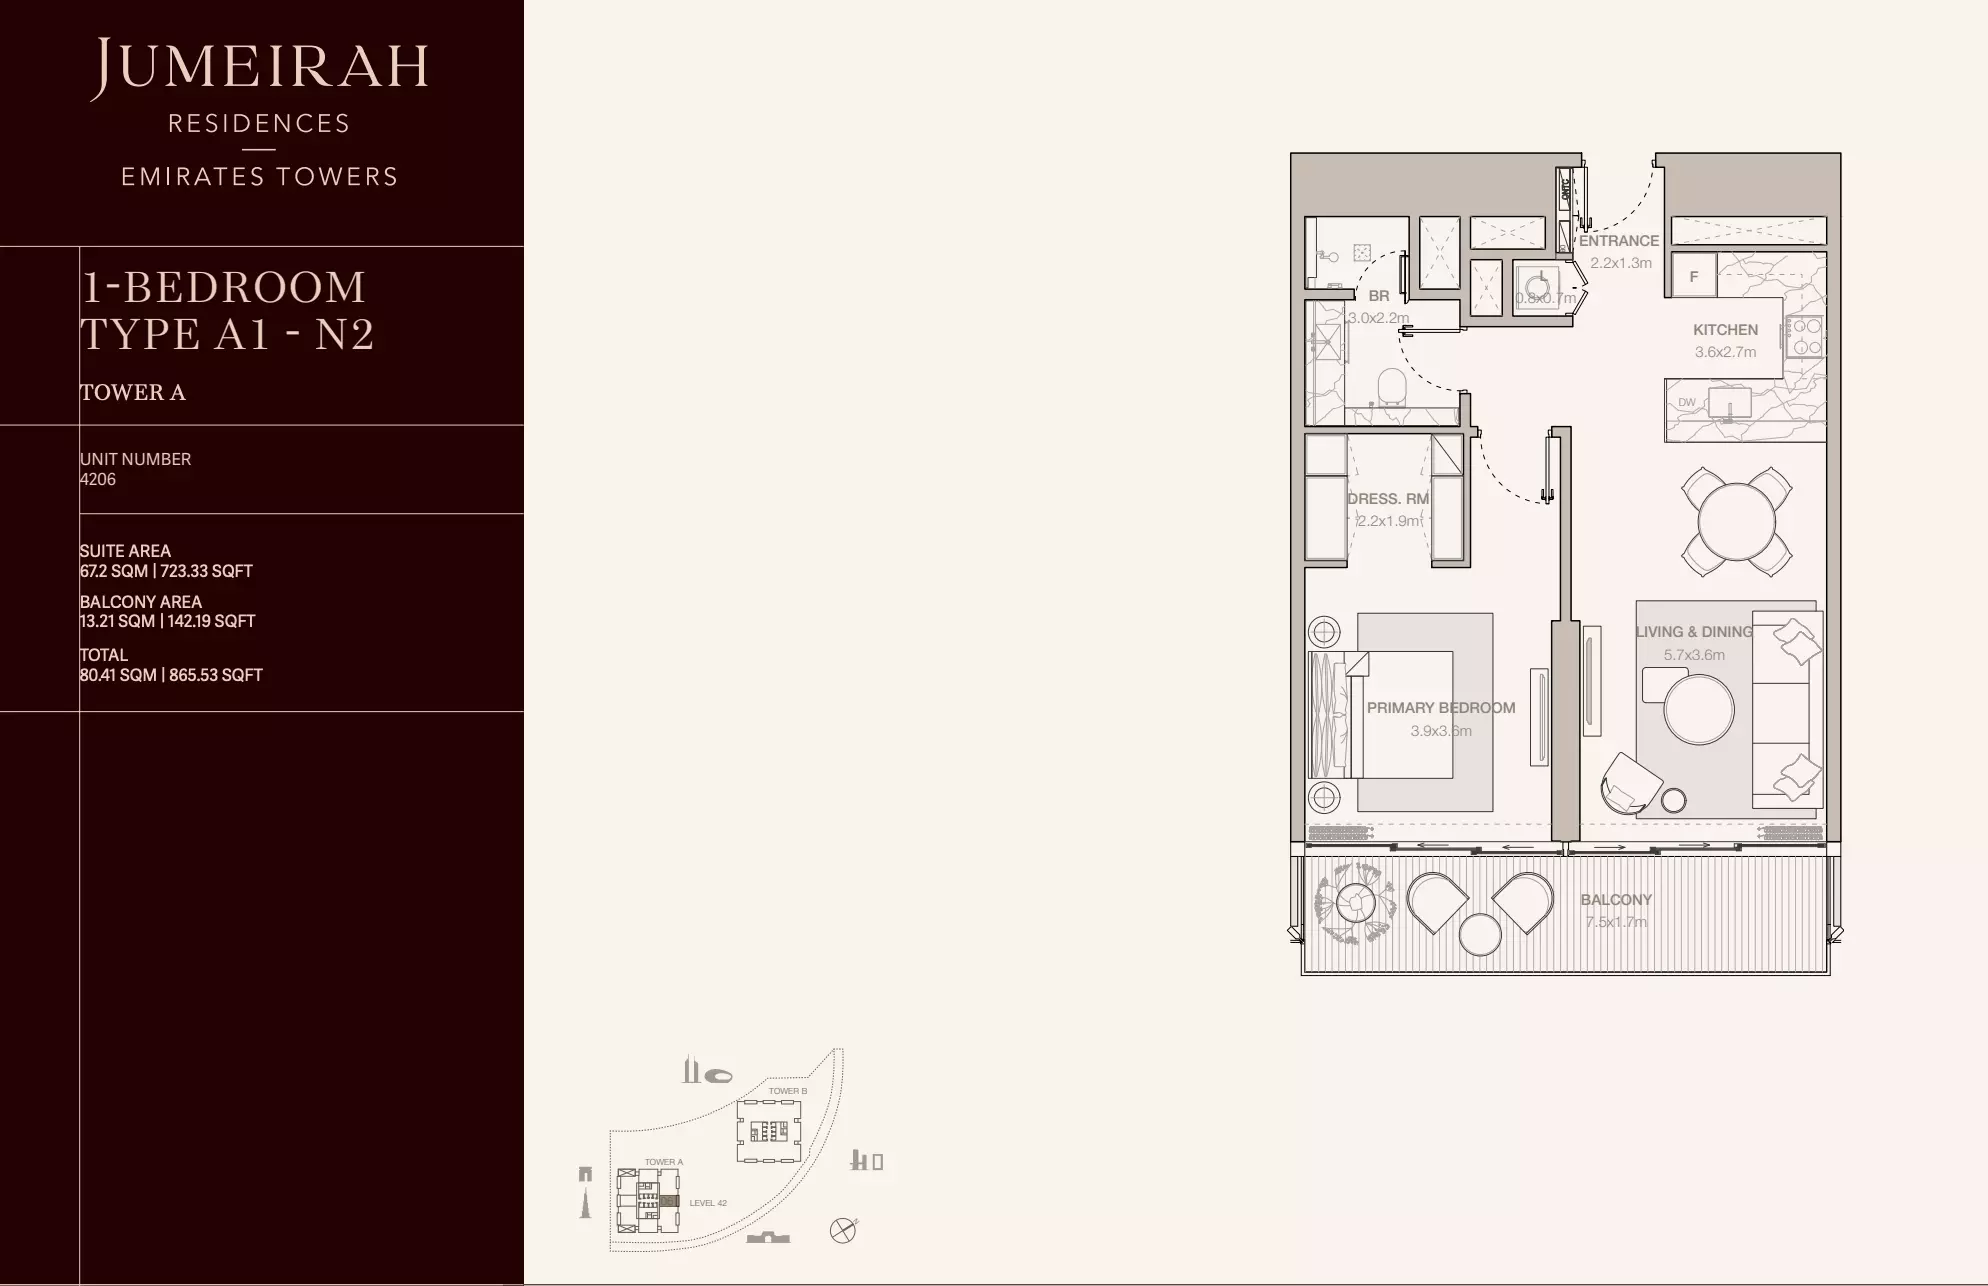 JUMEIRAH
RESIDENCES
EMIRATES TOWERS
1-BEDROOM
TYPE A1 - N2
TOWER A
UNIT NUMBER
4206
SUITE AREA
67.2 SQM | 723.33 SQFT
BALCONY AREA
13.21 SQM | 142.19 SQFT
TOTAL
80.41 SQM | 865.53 SQFT
ENTRANCE
2.2x1.3m
F
L
0.8x0.7m
BR
3.0x2.2m
KITCHEN
3.6x2.7m
DW
DRESS. RM
2.2x1.9m
LIVING & DINING
5.7x3.6m
PRIMARY BEDROOM
3.9x3.6m
BALCONY
7.5x1.7m
TOWER B
TOWER A
LEVEL 42